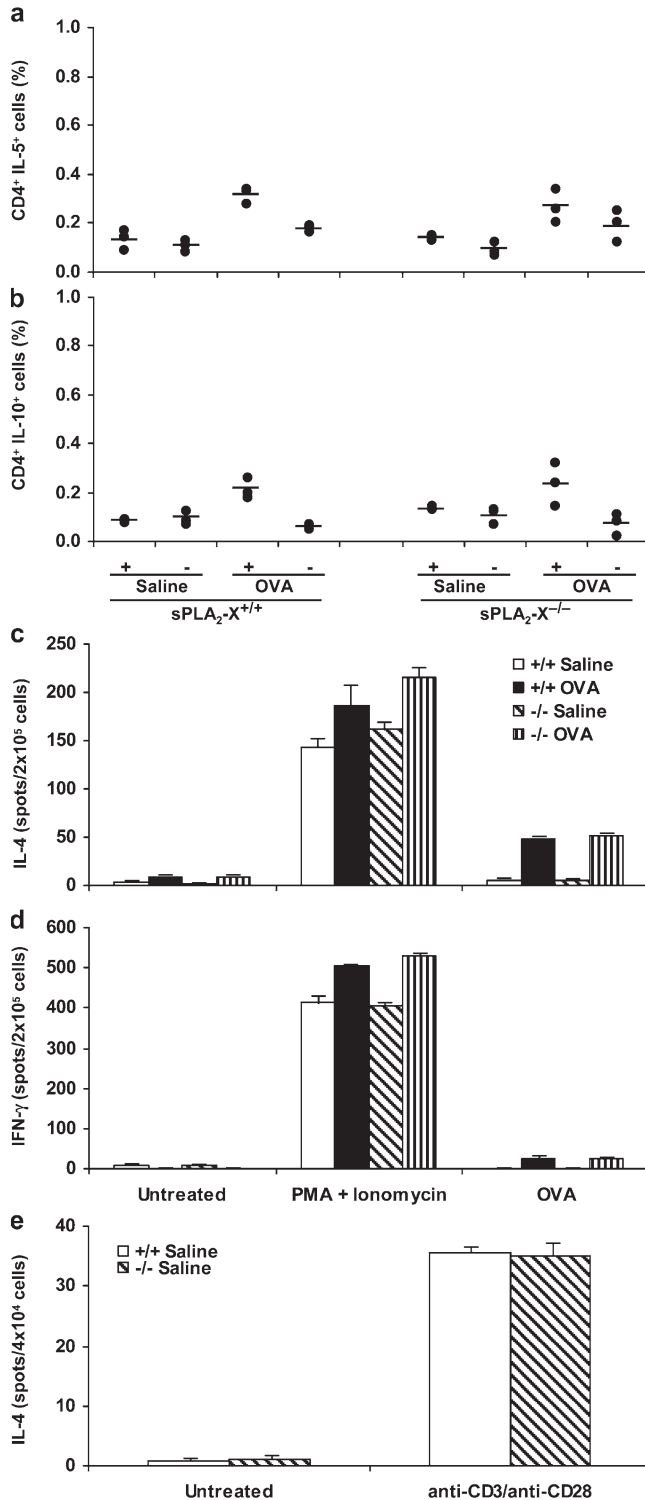 a
CD4⁺ IL-5⁺ cells (%)
1.0
0.8
0.6
0.4
0.2
0.0
b
CD4⁺ IL-10⁺ cells (%)
1.0
0.8
0.6
0.4
0.2
0.0
+ - + - + - + -
Saline OVA Saline OVA
sPLA₂-X⁺/⁺ sPLA₂-X⁻/⁻
c
IL-4 (spots/2x10⁵ cells)
250
200
150
100
50
0
+/+ Saline
+/+ OVA
-/- Saline
-/- OVA
d
IFN-γ (spots/2x10⁵ cells)
600
500
400
300
200
100
0
Untreated PMA + Ionomycin OVA
e
IL-4 (spots/4x10⁴ cells)
40
30
20
10
0
+/+ Saline
-/- Saline
Untreated anti-CD3/anti-CD28